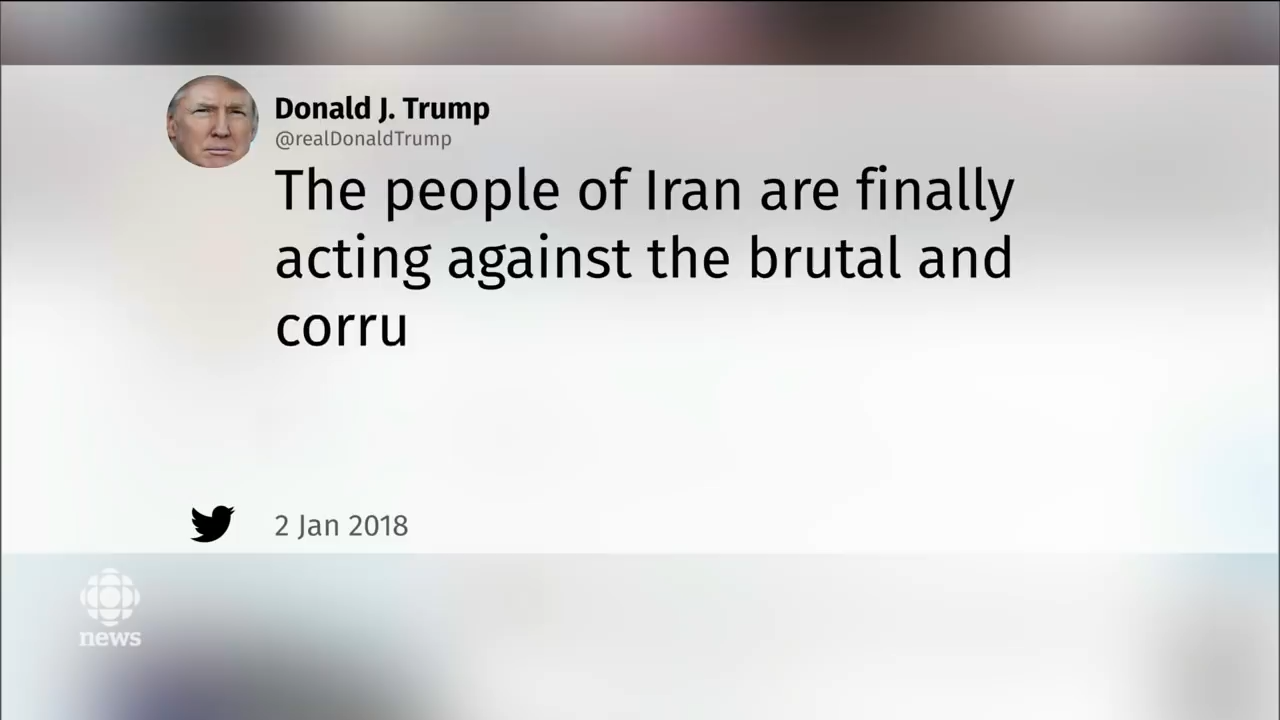 Donald J. Trump
@realDonaldTrump
The people of Iran are finally
acting against the brutal and
corru
2 Jan 2018
news